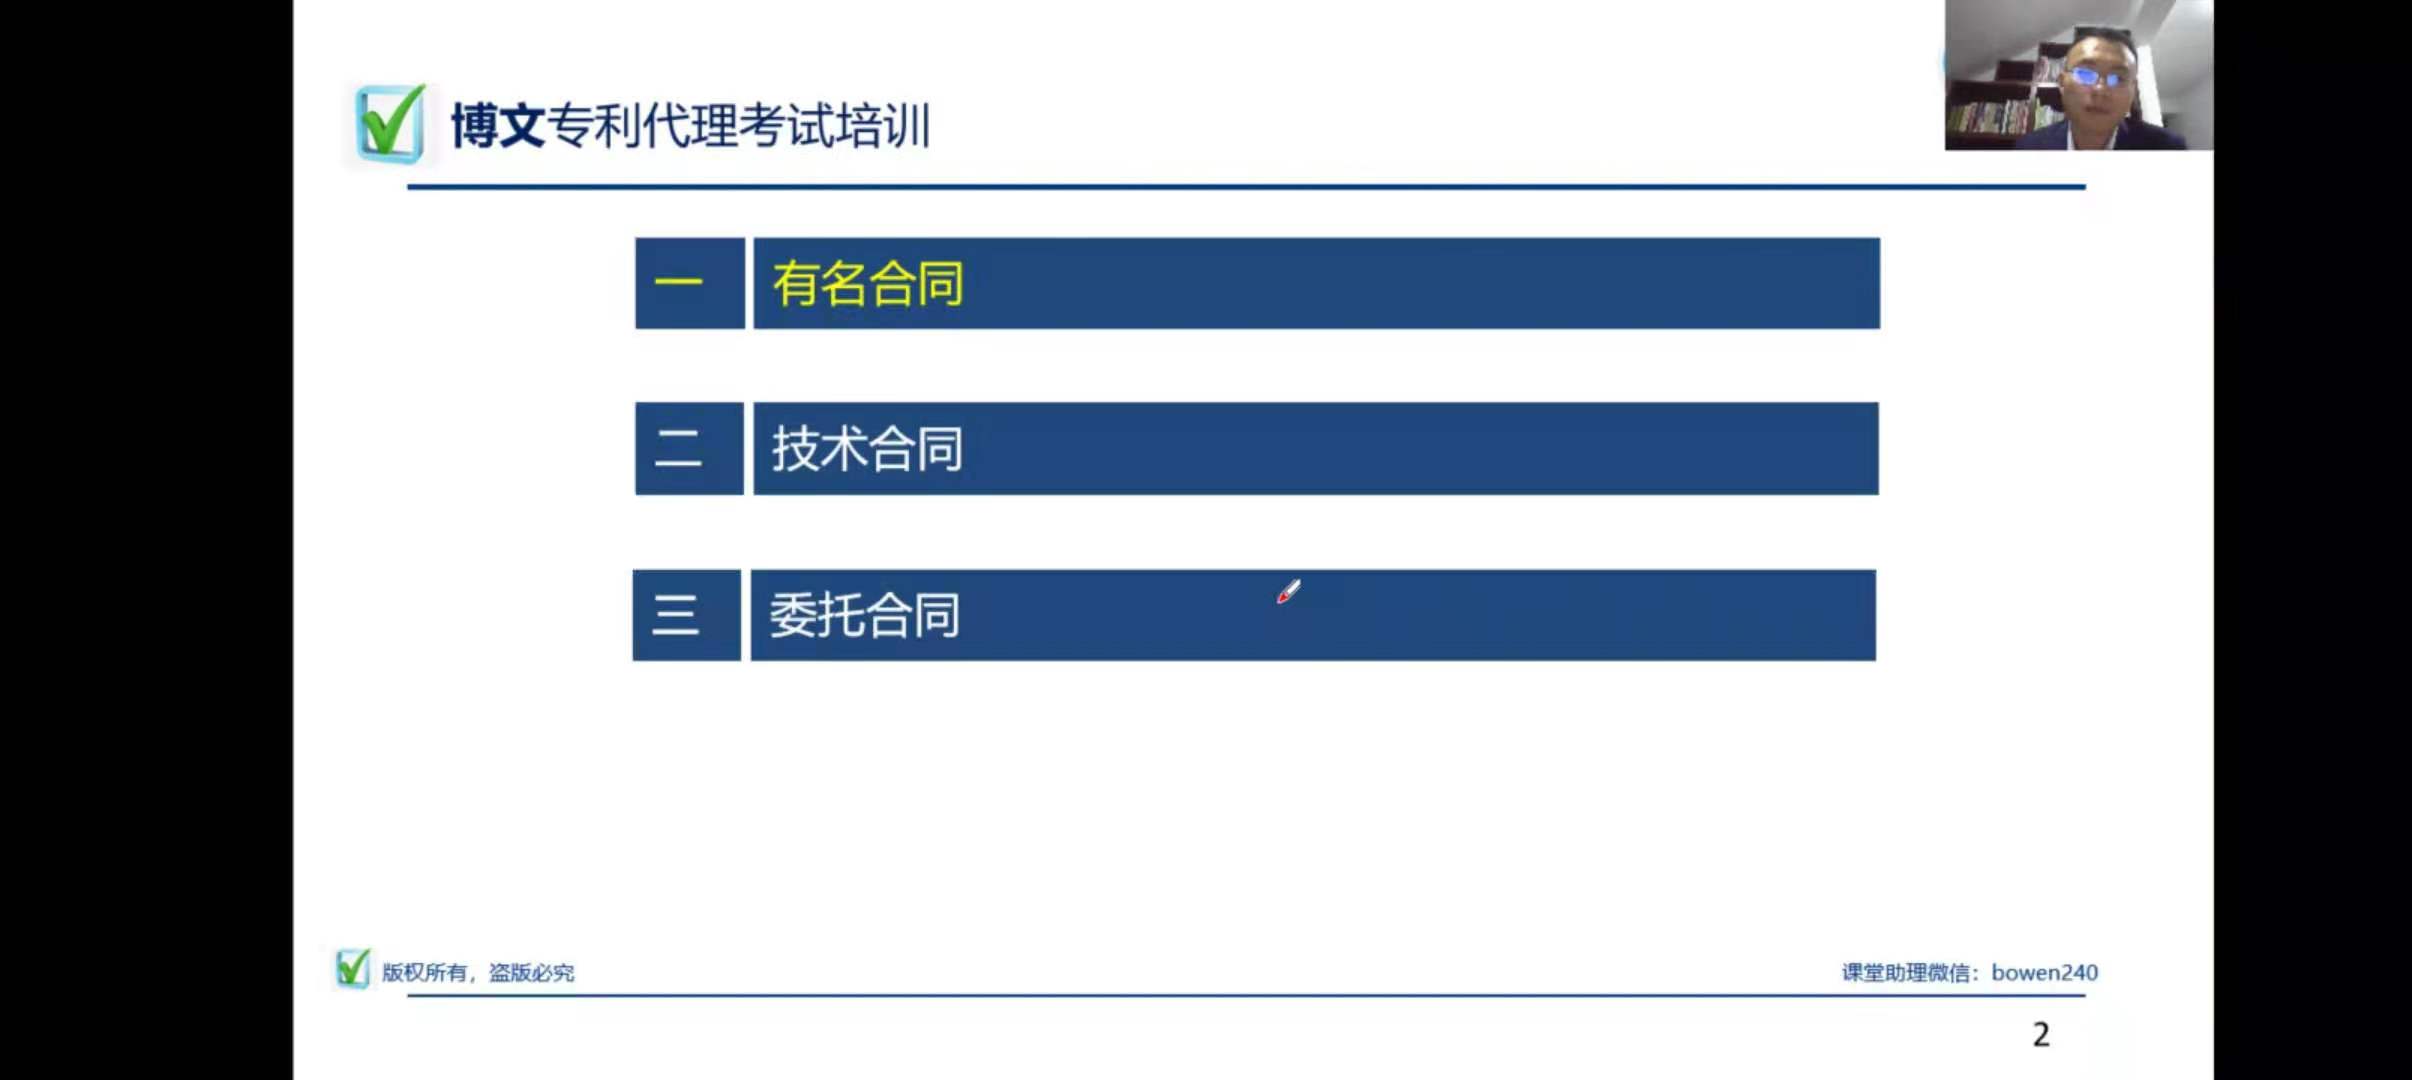 博文专利代理考试培训
一 有名合同
二 技术合同
三 委托合同
版权所有，盗版必究
课堂助理微信：bowen240
2